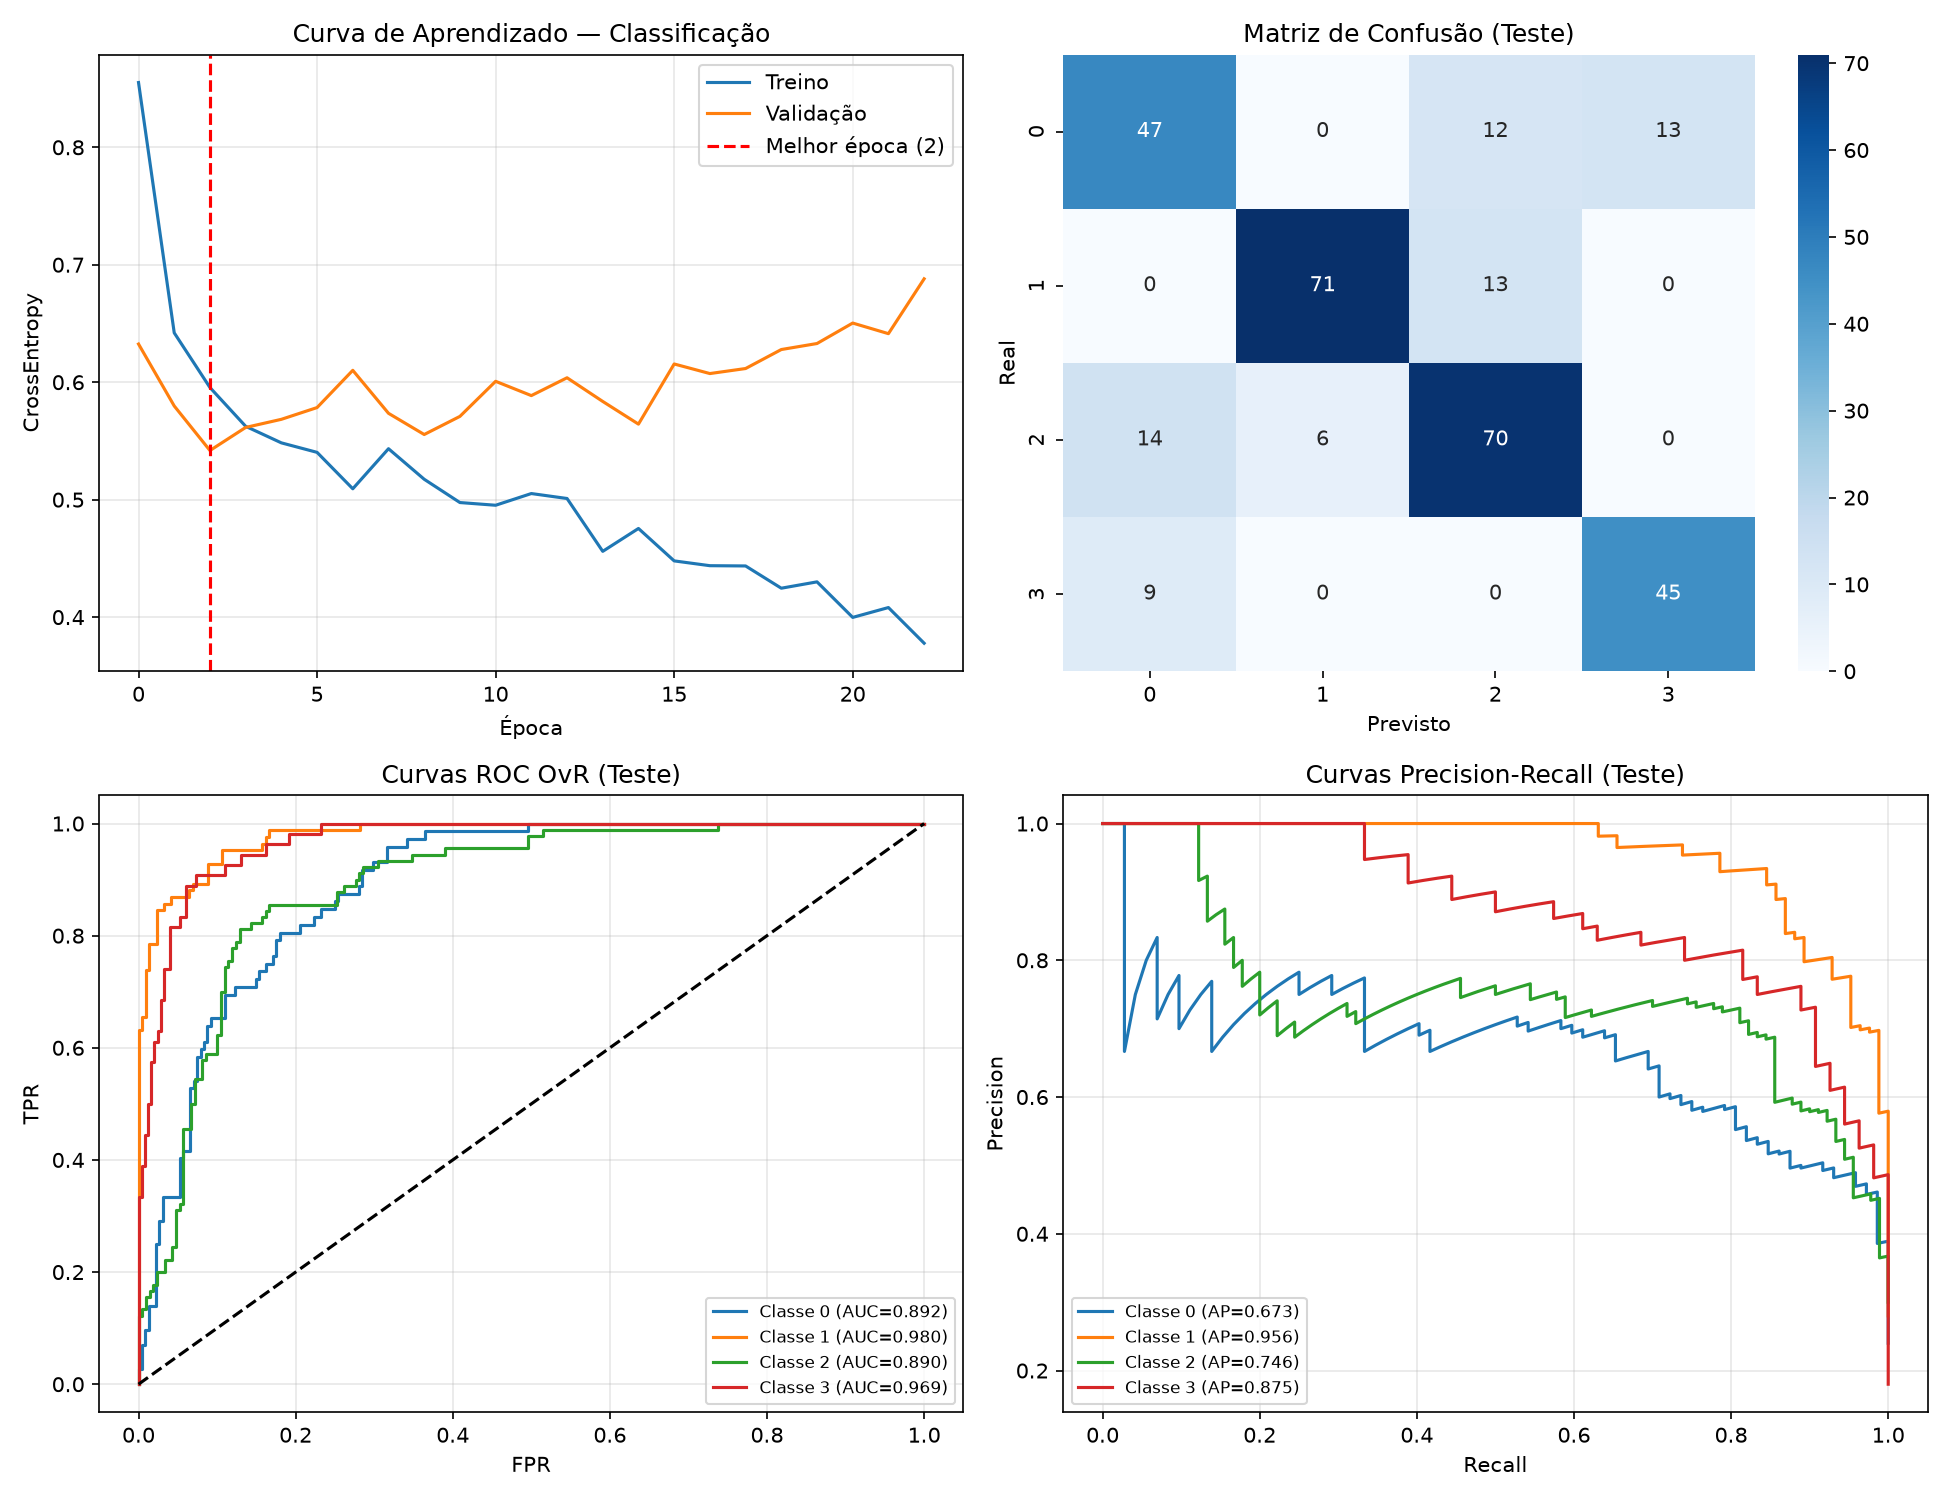 Curva de Aprendizado — Classificação
CrossEntropy
0.8
0.7
0.6
0.5
0.4
Treino
Validação
Melhor época (2)
0 5 10 15 20
Época
Matriz de Confusão (Teste)
Real
0 47 0 12 13
1 0 71 13 0
2 14 6 70 0
3 9 0 0 45
0 1 2 3
Previsto
70
60
50
40
30
20
10
0
Curvas ROC OvR (Teste)
TPR
1.0
0.8
0.6
0.4
0.2
0.0
Classe 0 (AUC=0.892)
Classe 1 (AUC=0.980)
Classe 2 (AUC=0.890)
Classe 3 (AUC=0.969)
0.0 0.2 0.4 0.6 0.8 1.0
FPR
Curvas Precision-Recall (Teste)
Precision
1.0
0.8
0.6
0.4
0.2
Classe 0 (AP=0.673)
Classe 1 (AP=0.956)
Classe 2 (AP=0.746)
Classe 3 (AP=0.875)
0.0 0.2 0.4 0.6 0.8 1.0
Recall